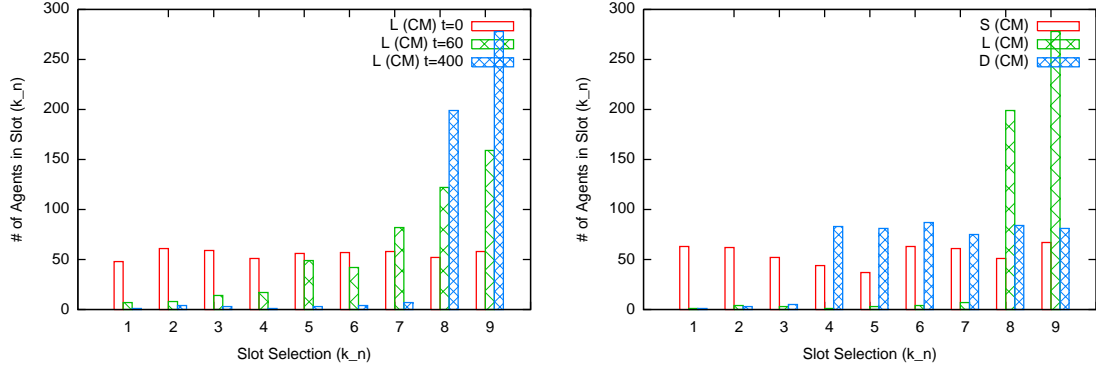 # of Agents in Slot (k_n)
300
250
200
150
100
50
0
L (CM) t=0
L (CM) t=60
L (CM) t=400
1 2 3 4 5 6 7 8 9
Slot Selection (k_n)
# of Agents in Slot (k_n)
300
250
200
150
100
50
0
S (CM)
L (CM)
D (CM)
1 2 3 4 5 6 7 8 9
Slot Selection (k_n)